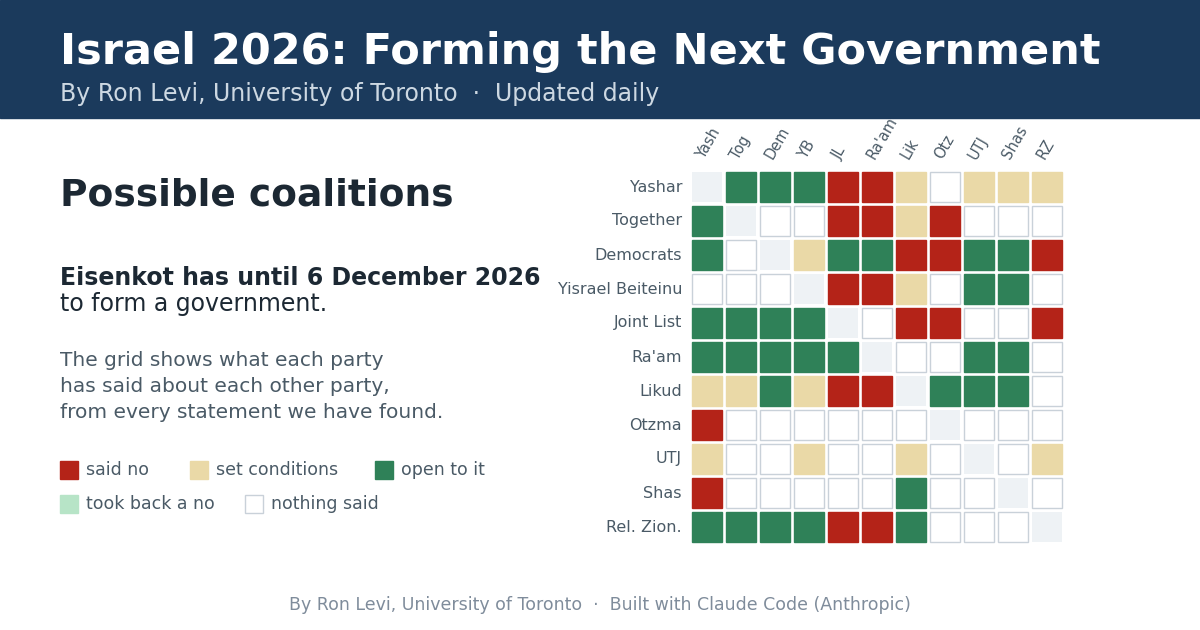 Israel 2026: Forming the Next Government
By Ron Levi, University of Toronto · Updated daily
Possible coalitions
Eisenkot has until 6 December 2026
to form a government.
The grid shows what each party
has said about each other party,
from every statement we have found.
said no set conditions open to it
took back a no nothing said
Yash Tog Dem YB JL Ra'am Lik Otz UTJ Shas RZ
Yashar
Together
Democrats
Yisrael Beiteinu
Joint List
Ra'am
Likud
Otzma
UTJ
Shas
Rel. Zion.
By Ron Levi, University of Toronto · Built with Claude Code (Anthropic)